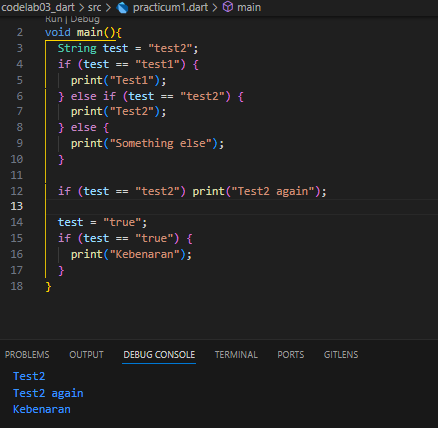 codelab03_dart > src > practicum1.dart > main
Run | Debug
2 void main(){
3 String test = "test2";
4 if (test == "test1") {
5 print("Test1");
6 } else if (test == "test2") {
7 print("Test2");
8 } else {
9 print("Something else");
10 }
11
12 if (test == "test2") print("Test2 again");
13
14 test = "true";
15 if (test == "true") {
16 print("Kebenaran");
17 }
18 }
PROBLEMS OUTPUT DEBUG CONSOLE TERMINAL PORTS GITLENS
Test2
Test2 again
Kebenaran